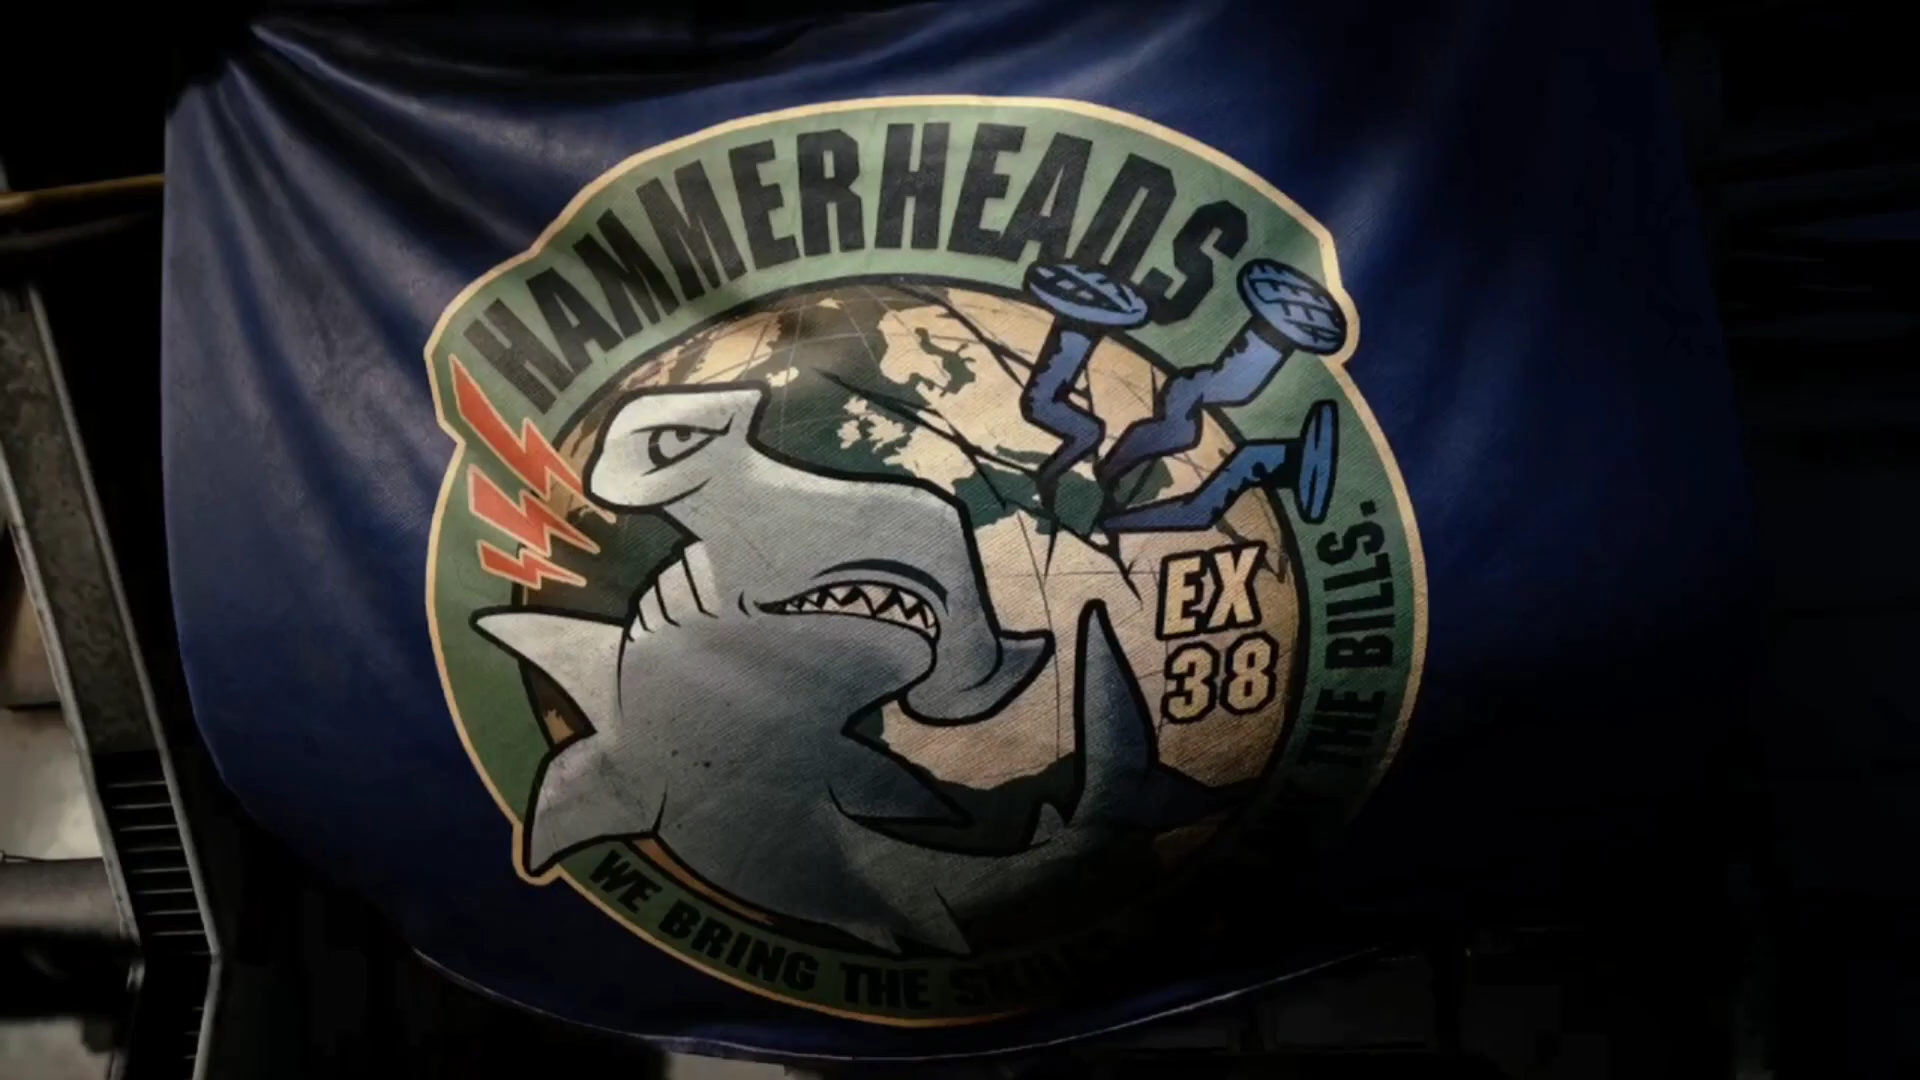 HAMMERHEADS
EX
38
WE BRING THE
THE BILLS.